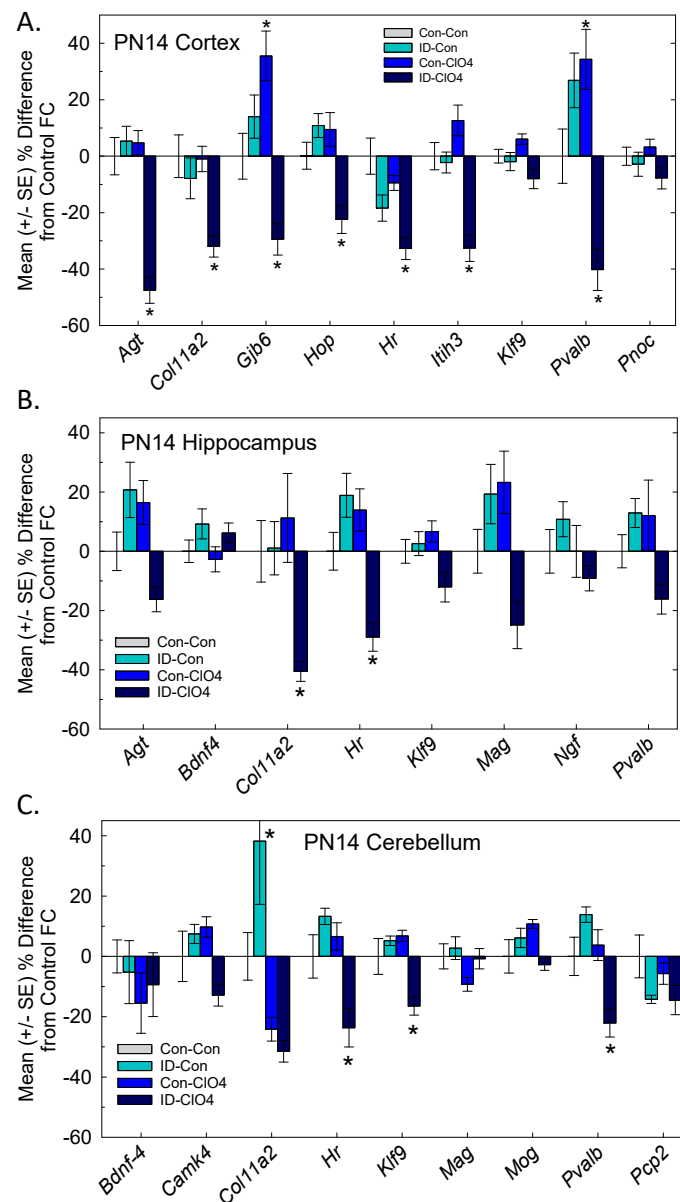 A.
PN14 Cortex
Con-Con
ID-Con
Con-ClO4
ID-ClO4
Mean (+/- SE) % Difference
from Control FC
40
20
0
-20
-40
-60
* * * * * * * * * *
Agt Col11a2 Gjb6 Hop Hr Itih3 Klf9 Pvalb Pnoc
B.
PN14 Hippocampus
Mean (+/- SE) % Difference
from Control FC
40
20
0
-20
-40
-60
Con-Con
ID-Con
Con-ClO4
ID-ClO4
* *
Agt Bdnf4 Col11a2 Hr Klf9 Mag Ngf Pvalb
C.
PN14 Cerebellum
Mean (+/- SE) % Difference
from Control FC
40
20
0
-20
-40
-60
Con-Con
ID-Con
Con-ClO4
ID-ClO4
* * * *
Bdnf-4 Camk4 Col11a2 Hr Klf9 Mag Mog Pvalb Pcp2